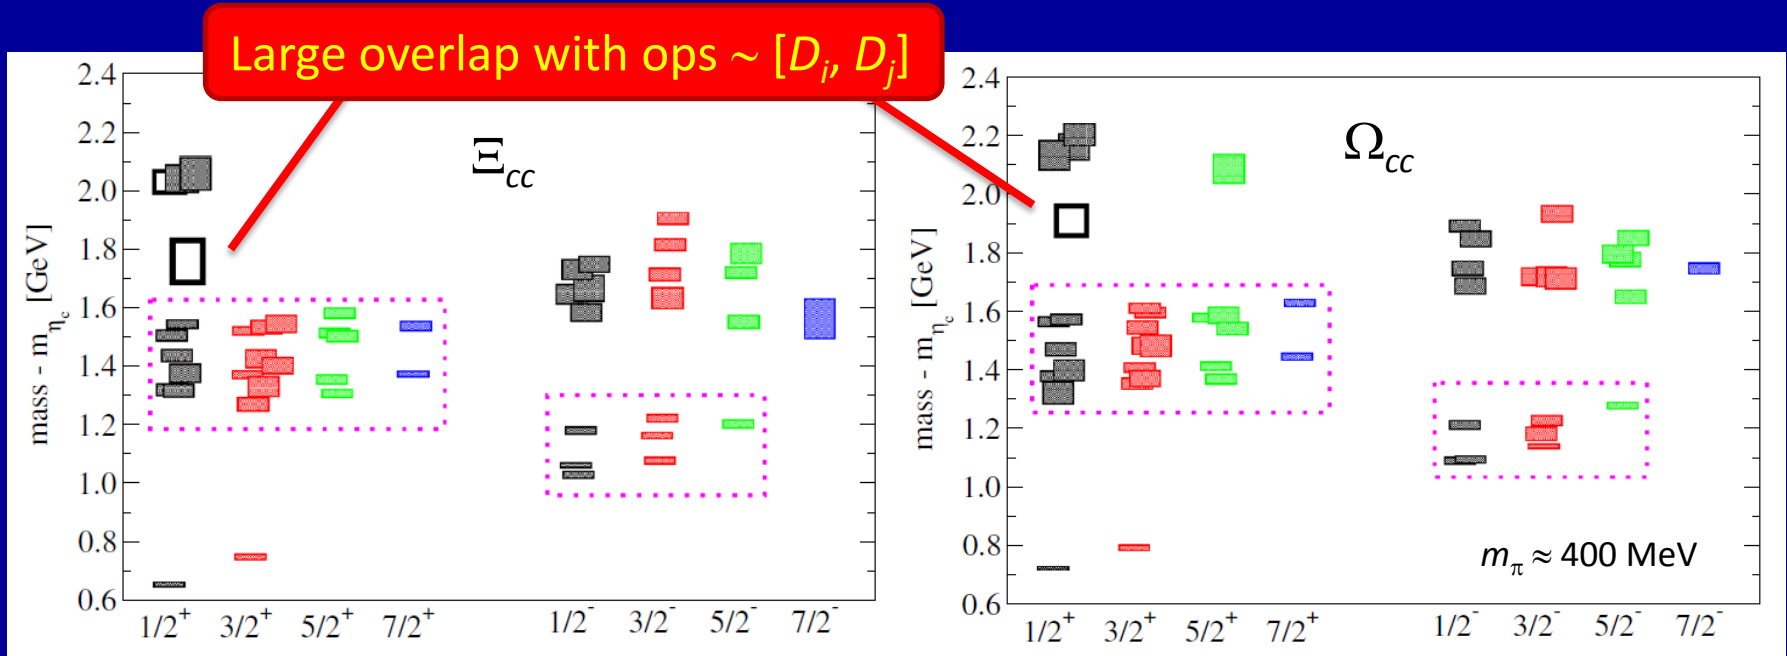 Large overlap with ops ~ [D_i, D_j]
Ξ_cc
mass - m_η_c [GeV]
2.4
2.2
2.0
1.8
1.6
1.4
1.2
1.0
0.8
0.6
1/2⁺ 3/2⁺ 5/2⁺ 7/2⁺ 1/2⁻ 3/2⁻ 5/2⁻ 7/2⁻
Ω_cc
mass - m_η_c [GeV]
2.4
2.2
2.0
1.8
1.6
1.4
1.2
1.0
0.8
0.6
m_π ≈ 400 MeV
1/2⁺ 3/2⁺ 5/2⁺ 7/2⁺ 1/2⁻ 3/2⁻ 5/2⁻ 7/2⁻